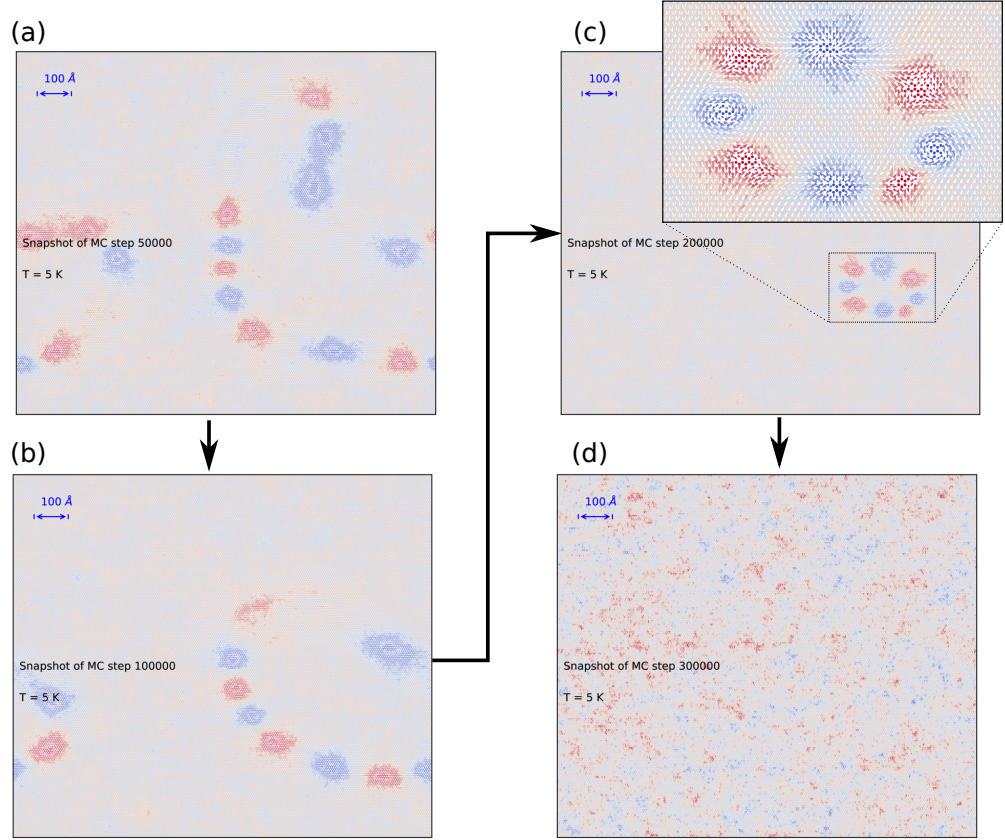 (a)
100 Å
Snapshot of MC step 50000
T = 5 K
(b)
100 Å
Snapshot of MC step 100000
T = 5 K
(c)
100 Å
Snapshot of MC step 200000
T = 5 K
(d)
100 Å
Snapshot of MC step 300000
T = 5 K